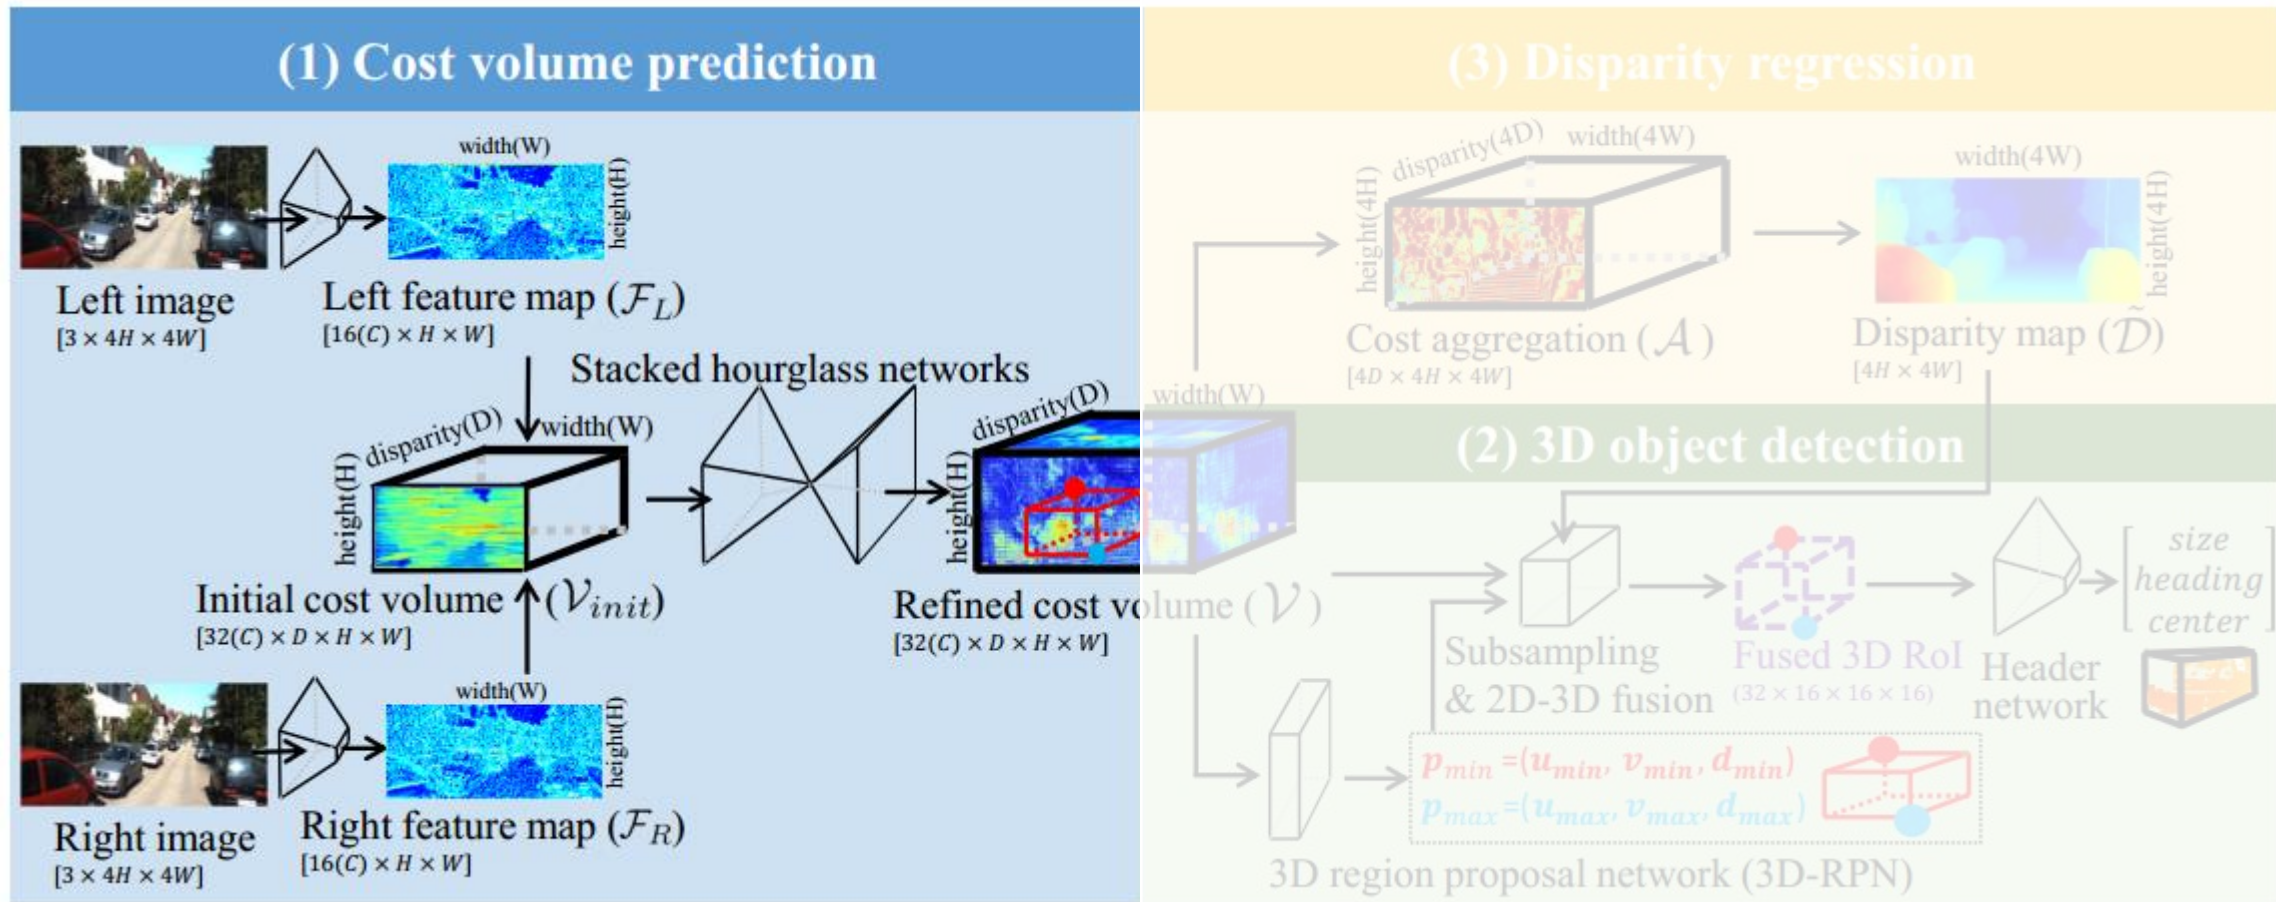 (1) Cost volume prediction
width(W)
height(H)
Left image
[3 × 4H × 4W]
Left feature map (𝓕_L)
[16(C) × H × W]
Stacked hourglass networks
disparity(D)
width(W)
height(H)
Initial cost volume (𝒱_init)
[32(C) × D × H × W]
disparity(D)
width(W)
height(H)
Refined cost volume (𝒱)
[32(C) × D × H × W]
width(W)
height(H)
Right image
[3 × 4H × 4W]
Right feature map (𝓕_R)
[16(C) × H × W]
(3) Disparity regression
disparity(4D)
width(4W)
height(4H)
Cost aggregation (𝒜)
[4D × 4H × 4W]
width(4W)
height(4H)
Disparity map (𝒟̃)
[4H × 4W]
(2) 3D object detection
Subsampling
& 2D-3D fusion
Fused 3D RoI
(32 × 16 × 16 × 16)
Header
network
size
heading
center
p_min =(u_min, v_min, d_min)
p_max=(u_max, v_max, d_max)
3D region proposal network (3D-RPN)